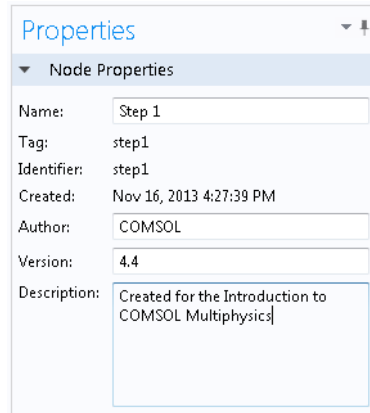 Properties
Node Properties
Name: Step 1
Tag: step1
Identifier: step1
Created: Nov 16, 2013 4:27:39 PM
Author: COMSOL
Version: 4.4
Description: Created for the Introduction to
COMSOL Multiphysics